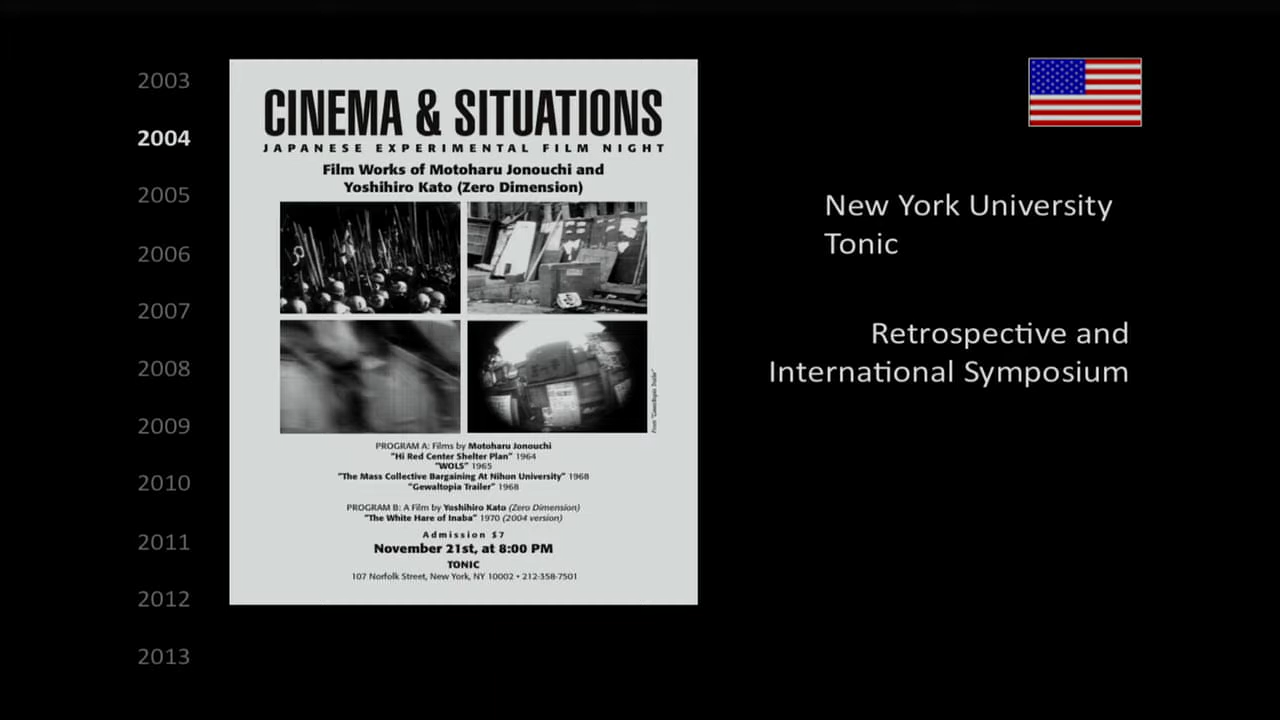 2003
2004
2005
2006
2007
2008
2009
2010
2011
2012
2013
CINEMA & SITUATIONS
JAPANESE EXPERIMENTAL FILM NIGHT
Film Works of Motoharu Jonouchi and
Yoshihiro Kato (Zero Dimension)
From "Gewaltopia Trailer"
PROGRAM A: Films by Motoharu Jonouchi
"Hi Red Center Shelter Plan" 1964
"WOLS" 1965
"The Mass Collective Bargaining At Nihon University" 1968
"Gewaltopia Trailer" 1968
PROGRAM B: A Film by Yoshihiro Kato (Zero Dimension)
"The White Hare of Inaba" 1970 (2004 version)
Admission $7
November 21st, at 8:00 PM
TONIC
107 Norfolk Street, New York, NY 10002 • 212-358-7501
New York University
Tonic
Retrospective and
International Symposium